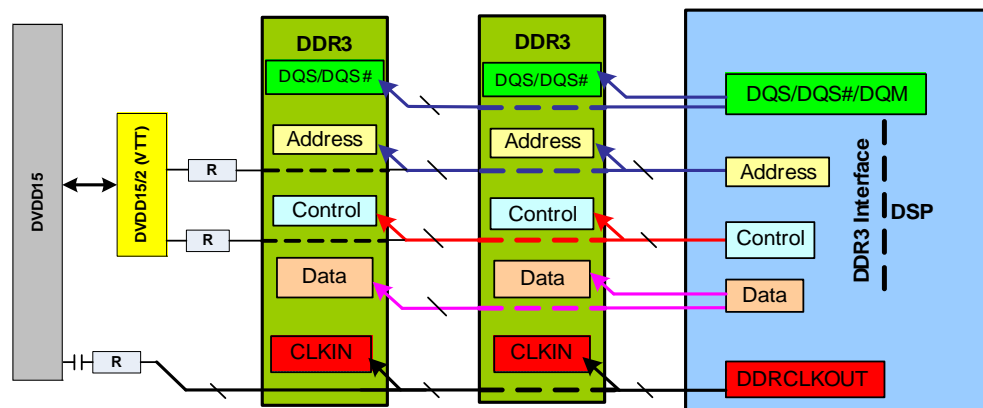 DVDD15
DVDD15/2 (VTT)
R
R
R
DDR3
DQS/DQS#
Address
Control
Data
CLKIN
DDR3
DQS/DQS#
Address
Control
Data
CLKIN
DQS/DQS#/DQM
Address
Control
Data
DDRCLKOUT
DDR3 Interface
DSP